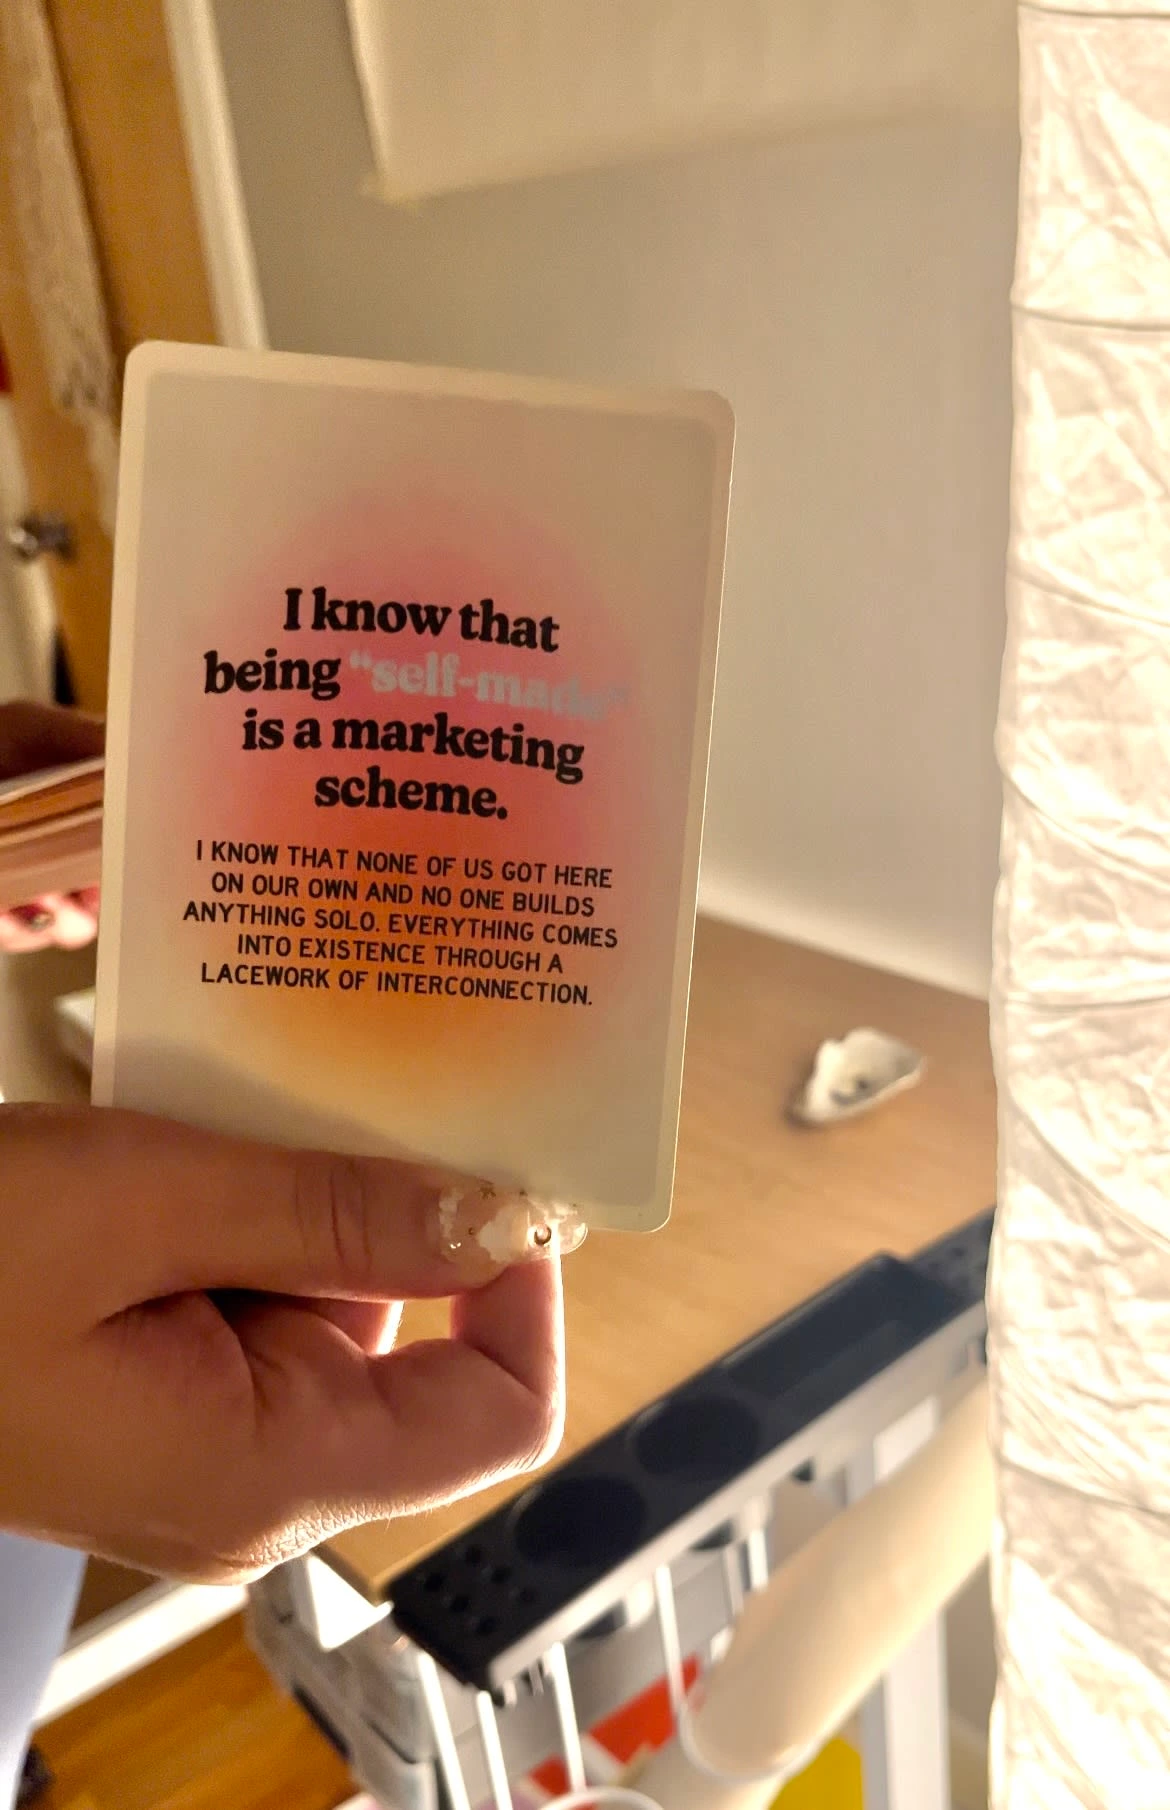 I know that
being “self-made”
is a marketing
scheme.
I KNOW THAT NONE OF US GOT HERE
ON OUR OWN AND NO ONE BUILDS
ANYTHING SOLO. EVERYTHING COMES
INTO EXISTENCE THROUGH A
LACEWORK OF INTERCONNECTION.